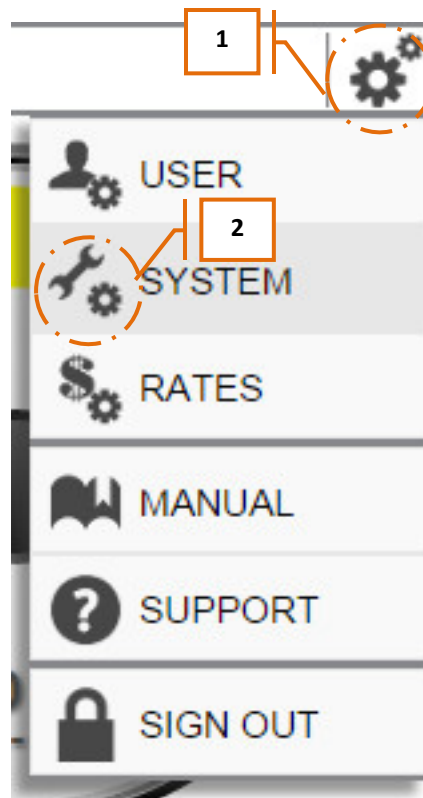 1
USER
2
SYSTEM
RATES
MANUAL
SUPPORT
SIGN OUT